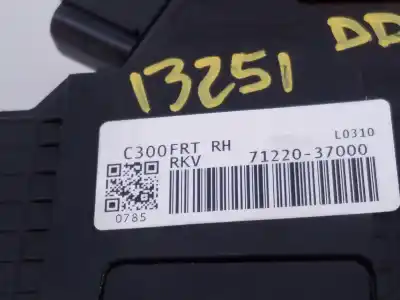 13251 DD
C300FRT RH L0310
RKV 71220-37000
0785